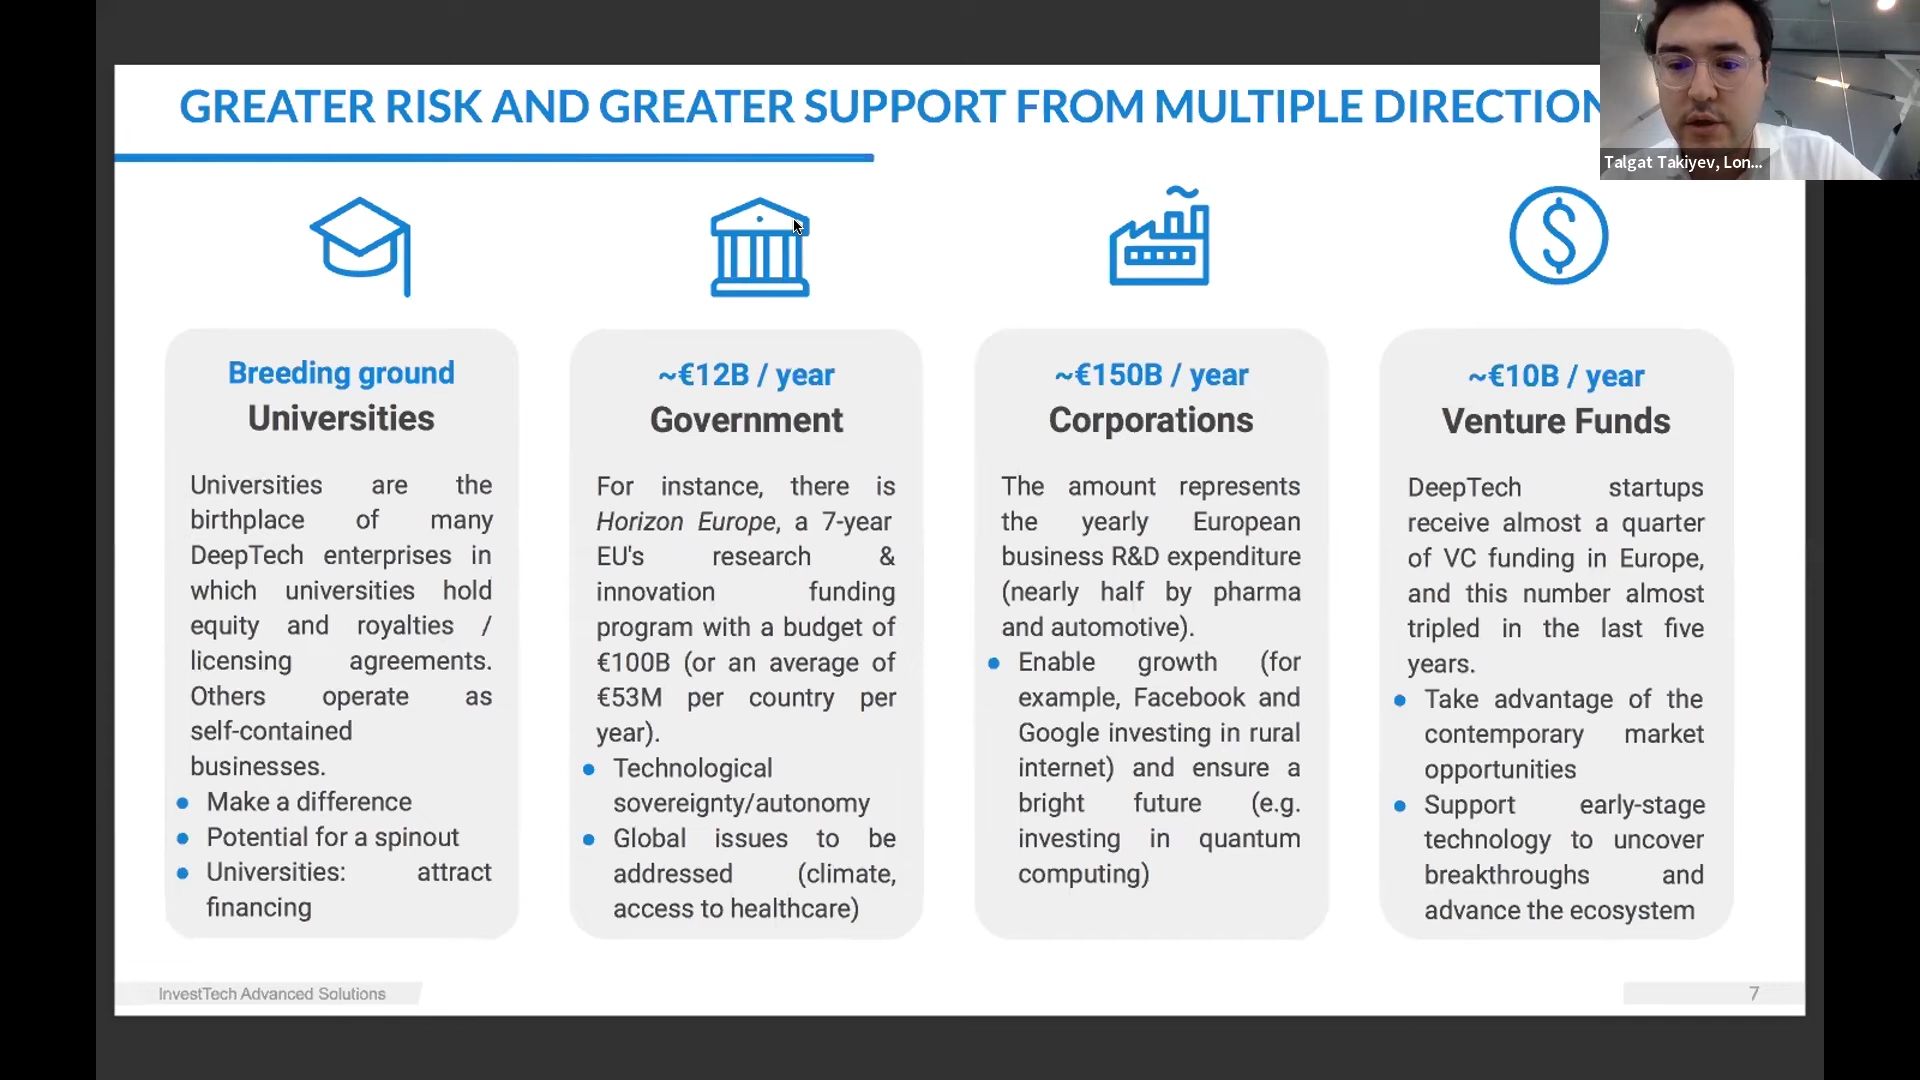 GREATER RISK AND GREATER SUPPORT FROM MULTIPLE DIRECTION
Talgat Takiyev, Lon...
Breeding ground
Universities
Universities are the
birthplace of many
DeepTech enterprises in
which universities hold
equity and royalties /
licensing agreements.
Others operate as
self-contained
businesses.
Make a difference
Potential for a spinout
Universities: attract
financing
~€12B / year
Government
For instance, there is
Horizon Europe, a 7-year
EU's research &
innovation funding
program with a budget of
€100B (or an average of
€53M per country per
year).
Technological
sovereignty/autonomy
Global issues to be
addressed (climate,
access to healthcare)
~€150B / year
Corporations
The amount represents
the yearly European
business R&D expenditure
(nearly half by pharma
and automotive).
Enable growth (for
example, Facebook and
Google investing in rural
internet) and ensure a
bright future (e.g.
investing in quantum
computing)
~€10B / year
Venture Funds
DeepTech startups
receive almost a quarter
of VC funding in Europe,
and this number almost
tripled in the last five
years.
Take advantage of the
contemporary market
opportunities
Support early-stage
technology to uncover
breakthroughs and
advance the ecosystem
InvestTech Advanced Solutions
7